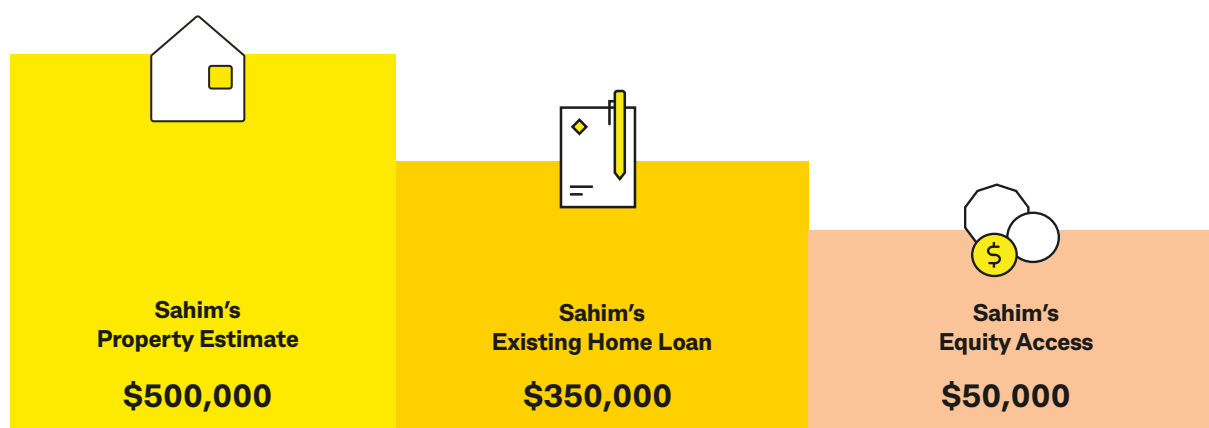 Sahim’s
Property Estimate
$500,000
Sahim’s
Existing Home Loan
$350,000
$
Sahim’s
Equity Access
$50,000